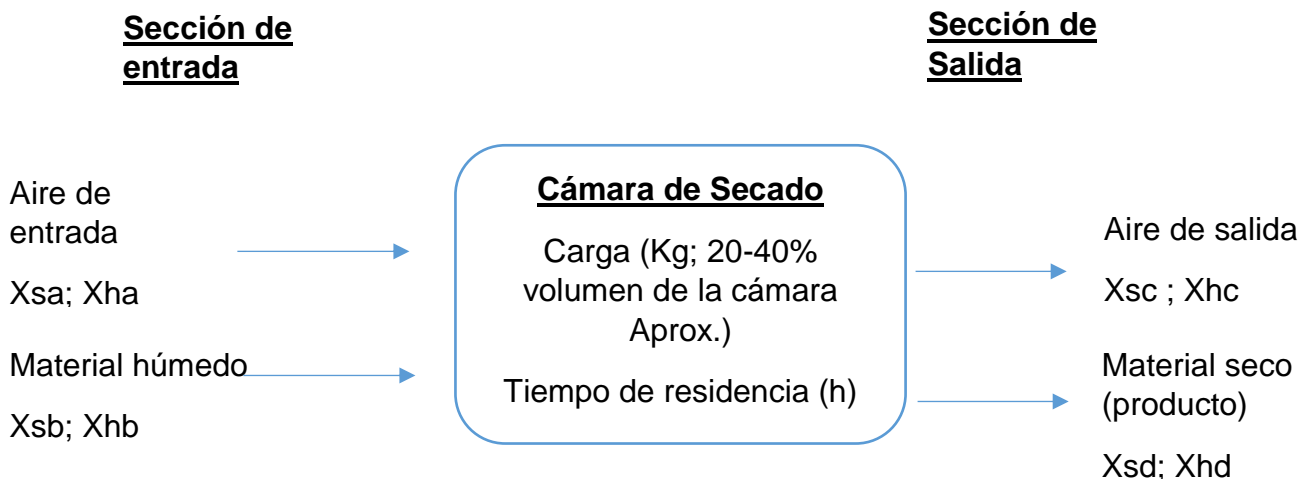 Sección de
entrada
Aire de
entrada
Xsa; Xha
Material húmedo
Xsb; Xhb
Cámara de Secado
Carga (Kg; 20-40%
volumen de la cámara
Aprox.)
Tiempo de residencia (h)
Sección de
Salida
Aire de salida
Xsc ; Xhc
Material seco
(producto)
Xsd; Xhd